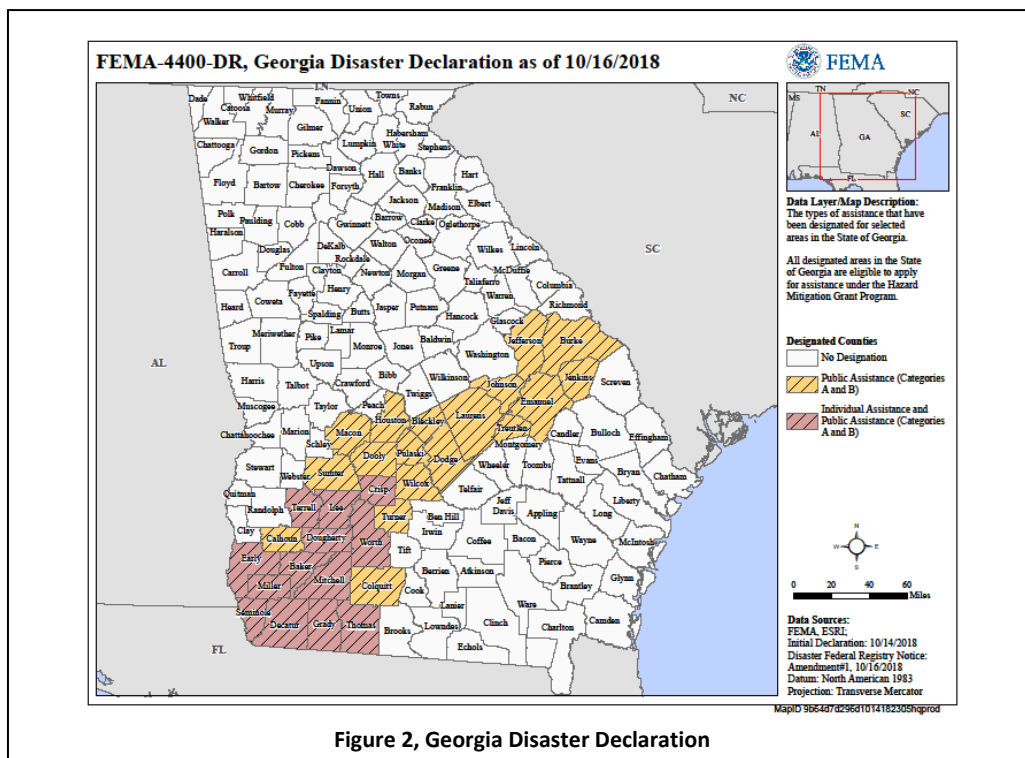 FEMA-4400-DR, Georgia Disaster Declaration as of 10/16/2018
FEMA
TN
NC
SC
AL
FL
Dade
Catoosa
Whitfield
Murray
Fannin
Union
Towns
Rabun
Walker
Gilmer
Habersham
Chattooga
Gordon
Pickens
Lumpkin
White
Stephens
Dawson
Floyd
Bartow
Cherokee
Forsyth
Hall
Banks
Franklin
Hart
Jackson
Madison
Elbert
Polk
Paulding
Cobb
Gwinnett
Barrow
Clarke
Oglethorpe
Haralson
Douglas
DeKalb
Rockdale
Walton
Oconee
Wilkes
Lincoln
Carroll
Fulton
Clayton
Newton
Morgan
Greene
Taliaferro
McDuffie
Columbia
Heard
Coweta
Fayette
Henry
Spalding
Butts
Jasper
Putnam
Hancock
Warren
Richmond
Glascock
Troup
Meriwether
Pike
Lamar
Monroe
Jones
Baldwin
Washington
Jefferson
Burke
Upson
Harris
Talbot
Crawford
Bibb
Twiggs
Wilkinson
Johnson
Jenkins
Screven
Muscogee
Taylor
Peach
Houston
Bleckley
Laurens
Emanuel
Chattahoochee
Marion
Schley
Macon
Dooly
Pulaski
Dodge
Treutlen
Candler
Bulloch
Effingham
Montgomery
Stewart
Webster
Sumter
Crisp
Wilcox
Wheeler
Toombs
Evans
Bryan
Chatham
Telfair
Tattnall
Quitman
Randolph
Terrell
Lee
Turner
Ben Hill
Jeff
Davis
Appling
Long
Liberty
Clay
Calhoun
Dougherty
Worth
Tift
Irwin
Coffee
Bacon
Wayne
McIntosh
Early
Baker
Mitchell
Colquitt
Cook
Berrien
Atkinson
Pierce
Brantley
Glynn
Miller
Seminole
Decatur
Grady
Thomas
Brooks
Lowndes
Lanier
Clinch
Ware
Charlton
Camden
Echols
TN
NC
MS
SC
AL
GA
FL
Data Layer/Map Description:
The types of assistance that have
been designated for selected
areas in the State of Georgia.
All designated areas in the State
of Georgia are eligible to apply
for assistance under the Hazard
Mitigation Grant Program.
Designated Counties
No Designation
Public Assistance (Categories
A and B)
Individual Assistance and
Public Assistance (Categories
A and B)
N
W
E
S
0 20 40 60
Miles
Data Sources:
FEMA, ESRI;
Initial Declaration: 10/14/2018
Disaster Federal Registry Notice:
Amendment#1, 10/16/2018
Datum: North American 1983
Projection: Transverse Mercator
MapID 9b64d7d296d1014182305hqprod
Figure 2, Georgia Disaster Declaration